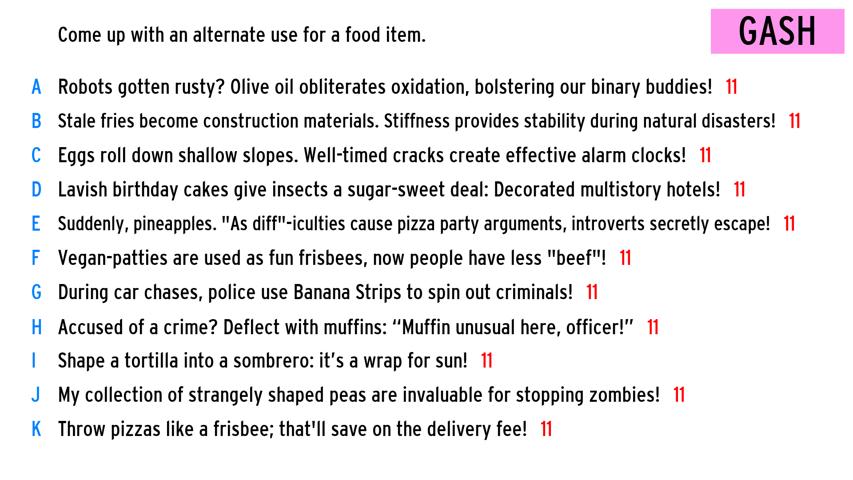 Come up with an alternate use for a food item.
GASH
A Robots gotten rusty? Olive oil obliterates oxidation, bolstering our binary buddies! 11
B Stale fries become construction materials. Stiffness provides stability during natural disasters! 11
C Eggs roll down shallow slopes. Well-timed cracks create effective alarm clocks! 11
D Lavish birthday cakes give insects a sugar-sweet deal: Decorated multistory hotels! 11
E Suddenly, pineapples. "As diff"-iculties cause pizza party arguments, introverts secretly escape! 11
F Vegan-patties are used as fun frisbees, now people have less "beef"! 11
G During car chases, police use Banana Strips to spin out criminals! 11
H Accused of a crime? Deflect with muffins: “Muffin unusual here, officer!” 11
I Shape a tortilla into a sombrero: it’s a wrap for sun! 11
J My collection of strangely shaped peas are invaluable for stopping zombies! 11
K Throw pizzas like a frisbee; that'll save on the delivery fee! 11